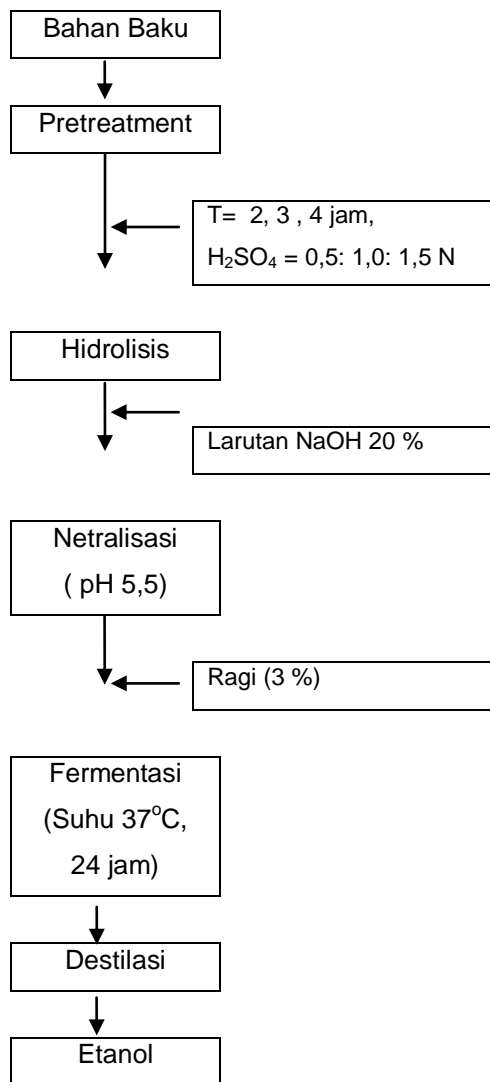 Bahan Baku
Pretreatment
T= 2, 3 , 4 jam,
H₂SO₄ = 0,5: 1,0: 1,5 N
Hidrolisis
Larutan NaOH 20 %
Netralisasi
( pH 5,5)
Ragi (3 %)
Fermentasi
(Suhu 37°C,
24 jam)
Destilasi
Etanol